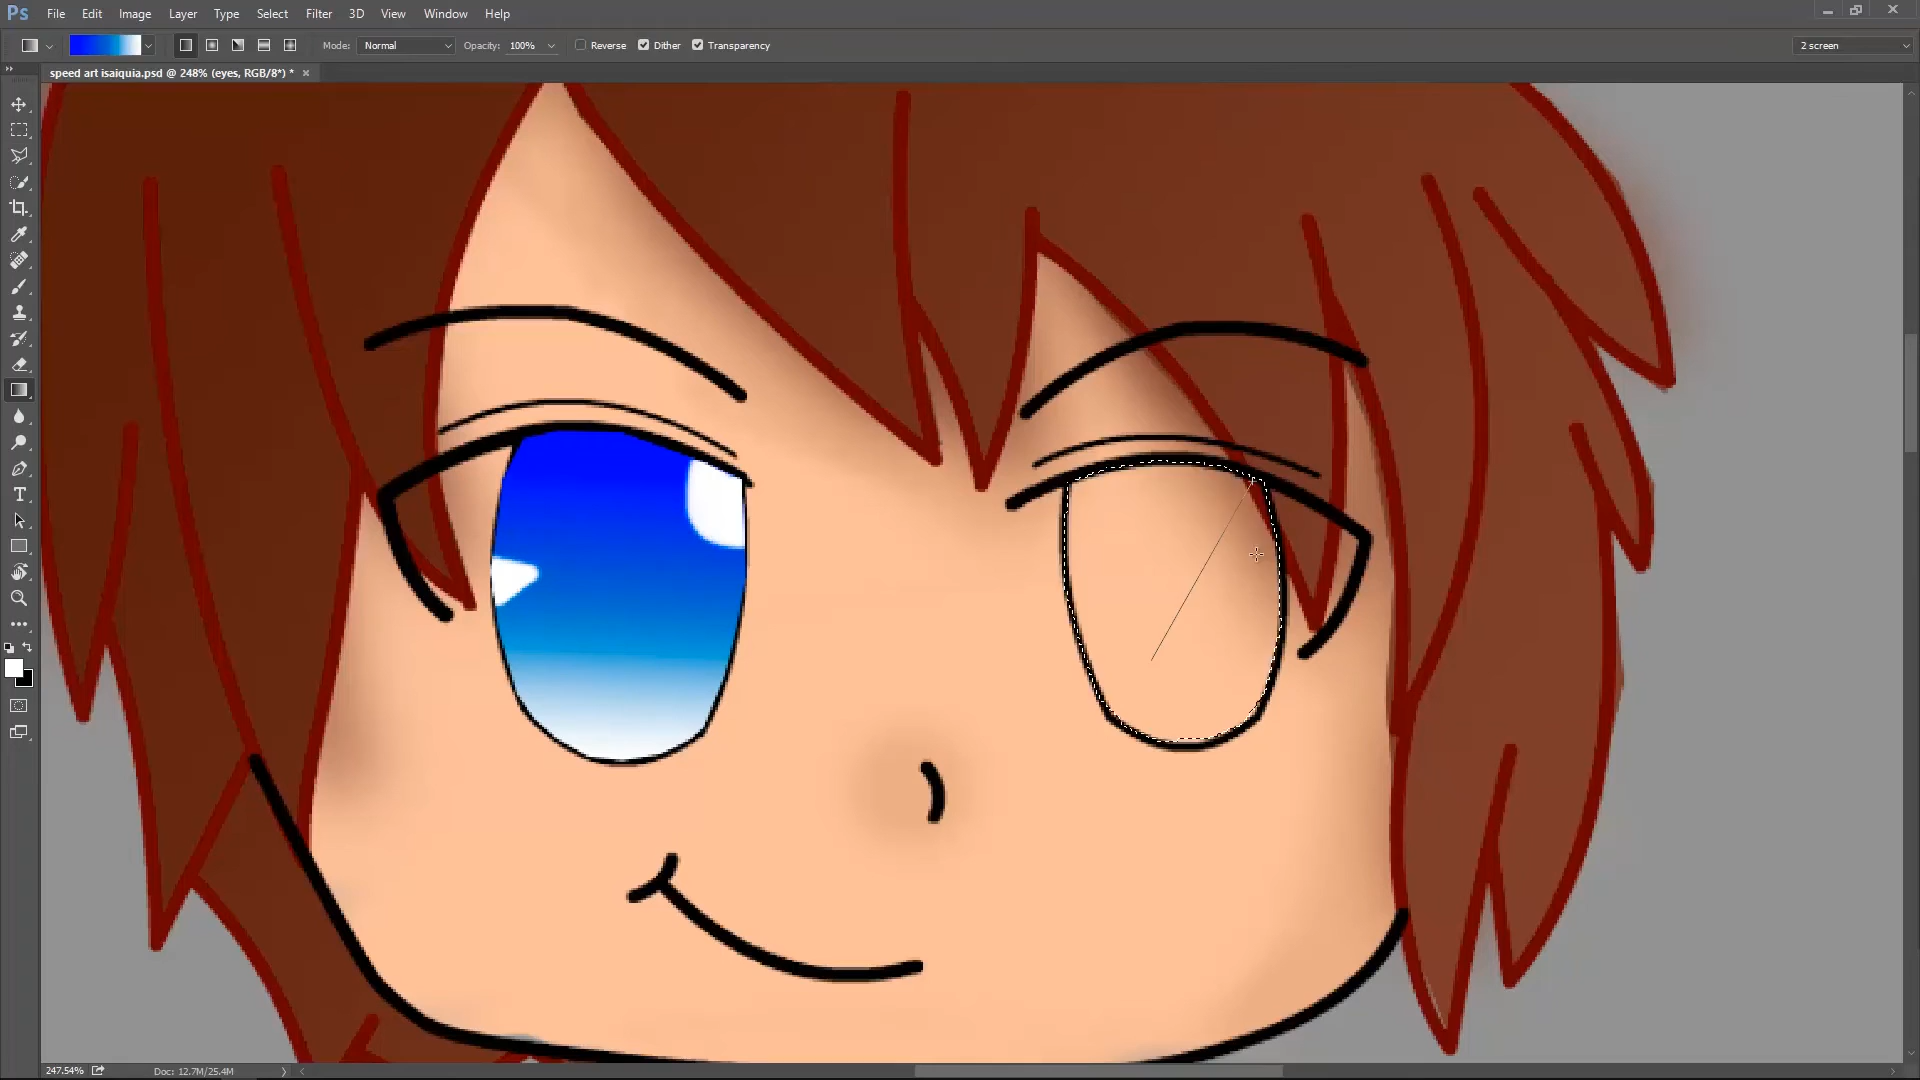 Ps File Edit Image Layer Type Select Filter 3D View Window Help
Mode: Normal Opacity: 100% Reverse Dither Transparency 2 screen
speed art isaiquia.psd @ 248% (eyes, RGB/8*) * ×
T
247.54% Doc: 12.7M/25.4M